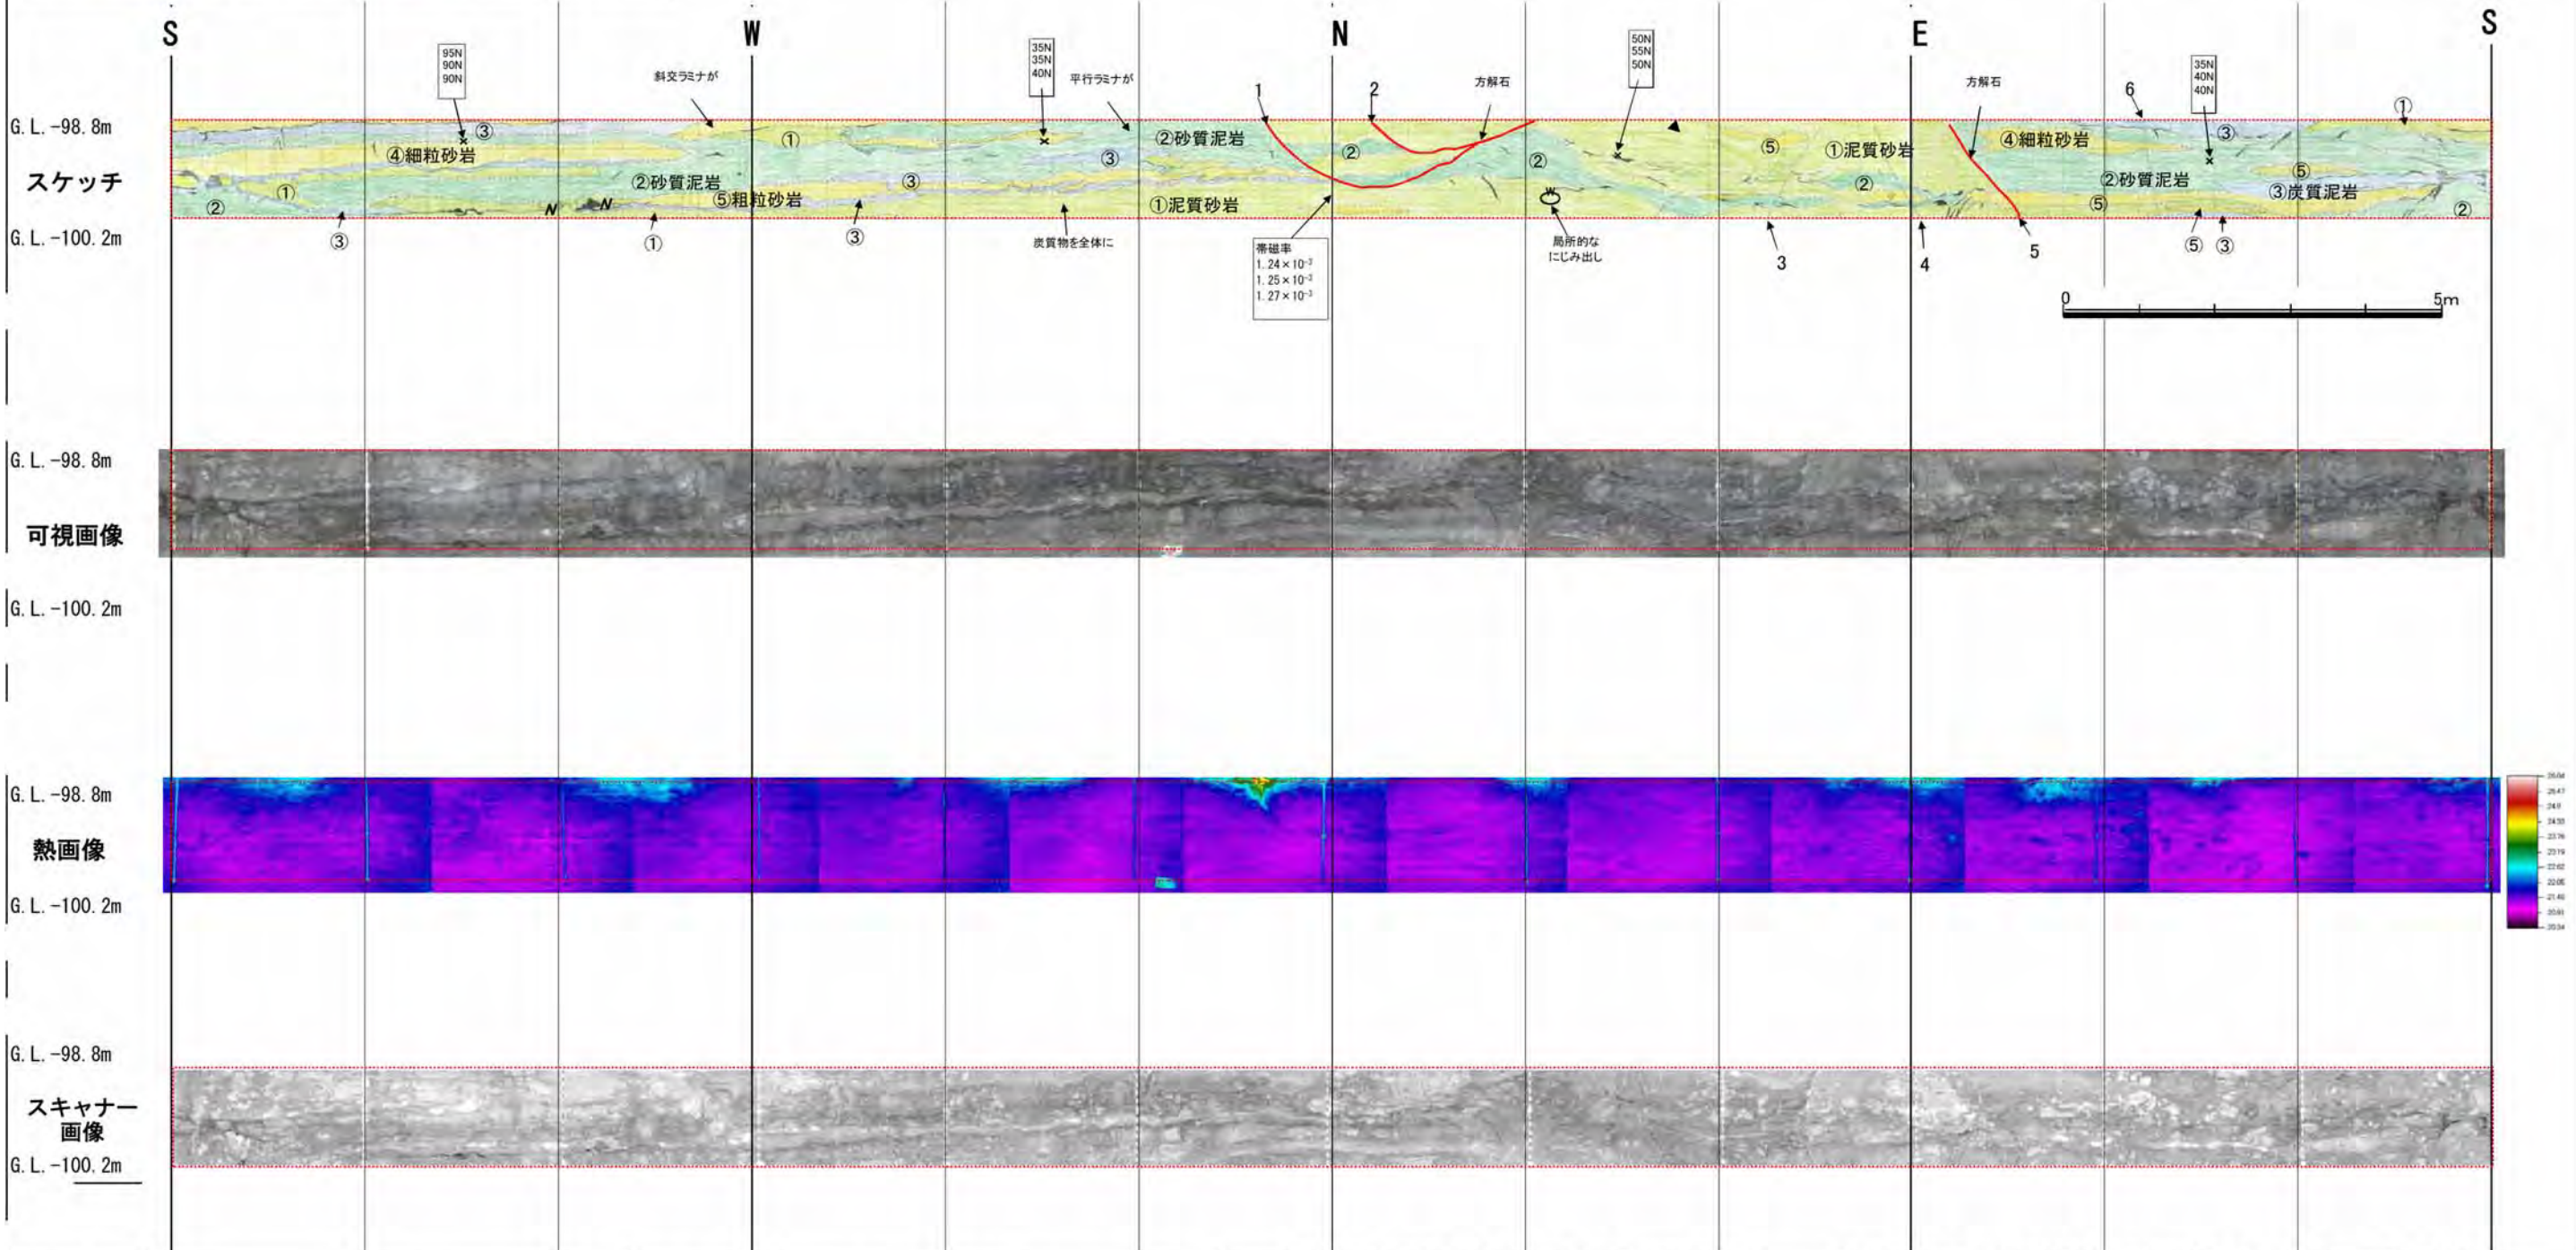 S W N E S
95N
90N
90N
斜交ラミナが
35N
35N
40N
平行ラミナが
1
2
方解石
50N
55N
50N
方解石
6
35N
40N
40N
①
G.L.-98.8m
スケッチ
G.L.-100.2m
③
④細粒砂岩
①
②
③
②砂質泥岩
⑤粗粒砂岩
N
N
①
①
③
③
③
炭質物を全体に
②砂質泥岩
①泥質砂岩
②
②
W
局所的な
にじみ出し
帯磁率
1.24×10⁻³
1.25×10⁻³
1.27×10⁻³
⑤
①泥質砂岩
②
3
4
5
④細粒砂岩
③
②砂質泥岩
⑤
③炭質泥岩
⑤
②
⑤
③
0 5m
G.L.-98.8m
可視画像
G.L.-100.2m
G.L.-98.8m
熱画像
G.L.-100.2m
G.L.-98.8m
スキャナー
画像
G.L.-100.2m